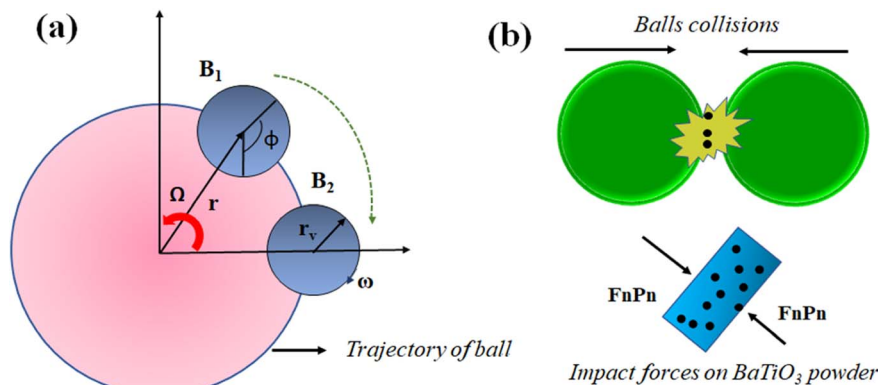 (a)
B₁
ϕ
B₂
Ω
r
rᵥ
ω
Trajectory of ball
(b)
Balls collisions
FnPn
FnPn
Impact forces on BaTiO₃ powder